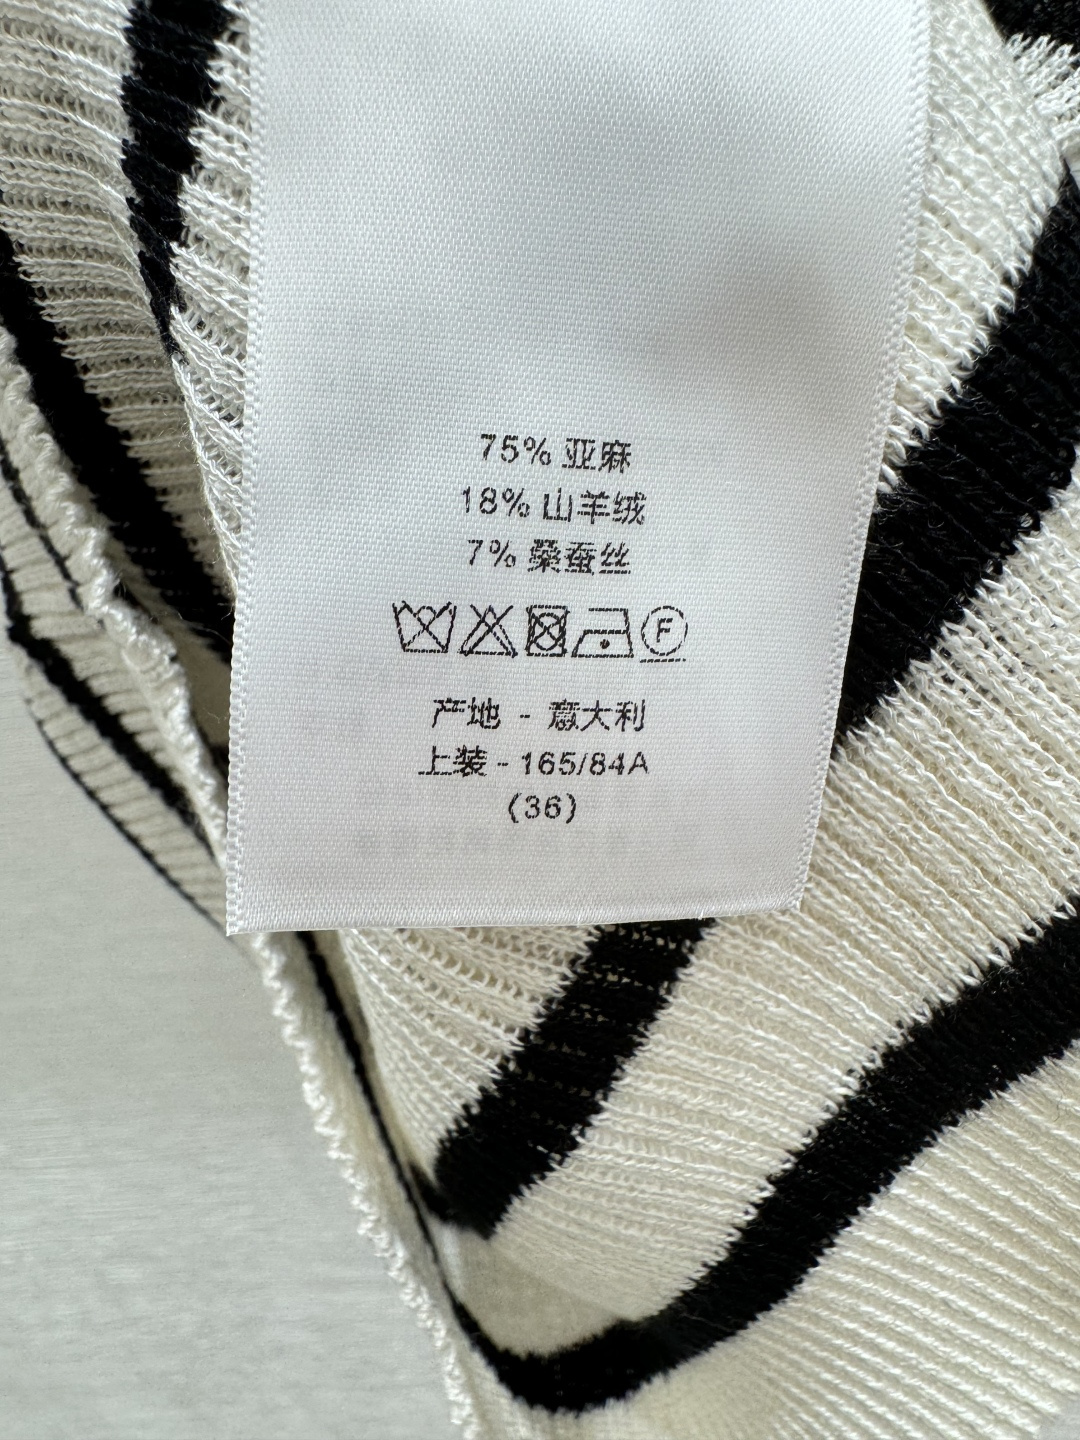 75% 亚麻
18% 山羊绒
7% 桑蚕丝
F
产地 - 意大利
上装 - 165/84A
(36)